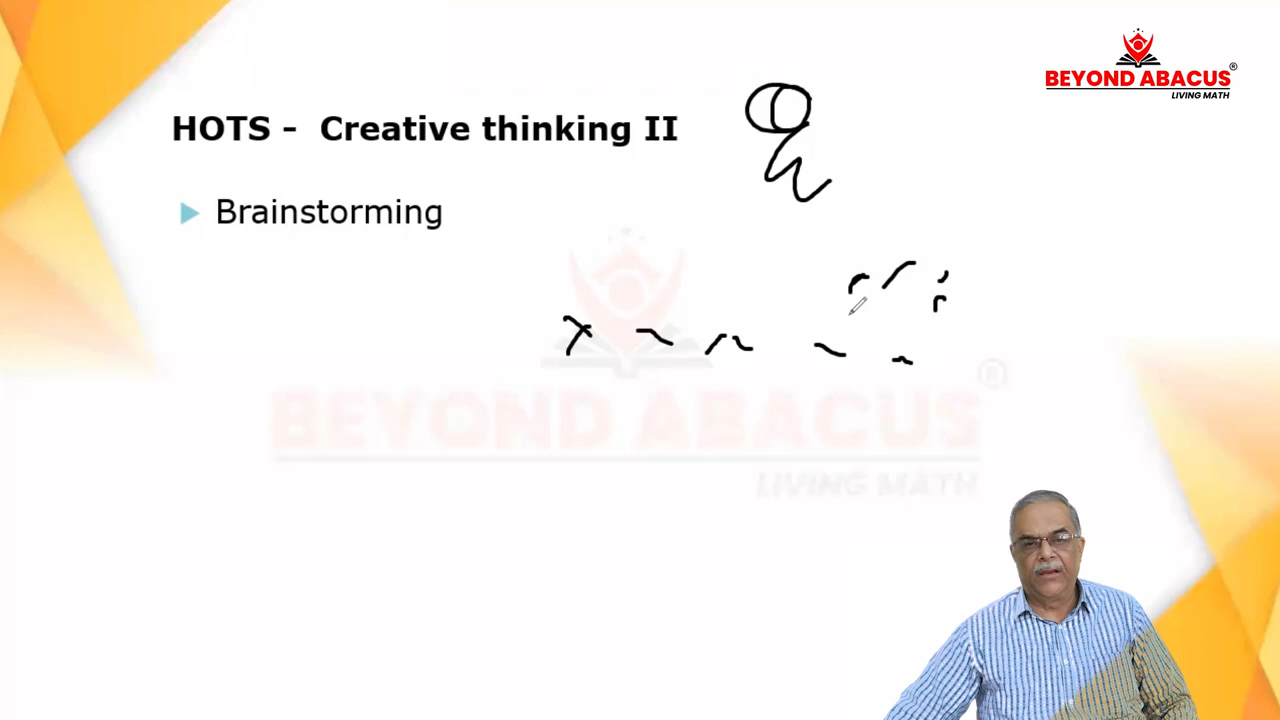 BEYOND ABACUS®
LIVING MATH
HOTS - Creative thinking II
Brainstorming
BEYOND ABACUS®
LIVING MATH